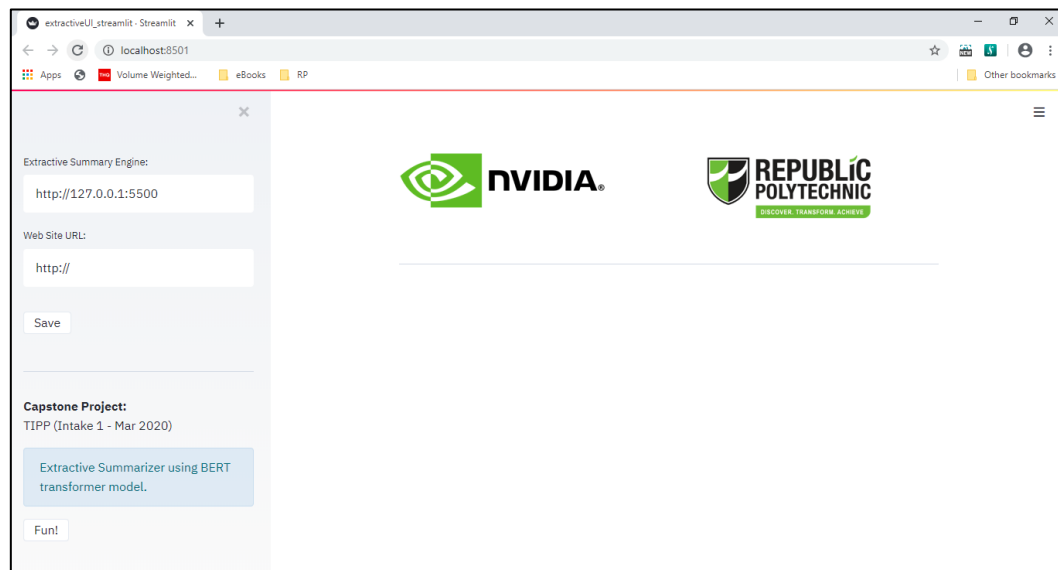 extractiveUI_streamlit · Streamlit
localhost:8501
Apps
Volume Weighted...
eBooks
RP
Other bookmarks
Extractive Summary Engine:
http://127.0.0.1:5500
Web Site URL:
http://
Save
Capstone Project:
TIPP (Intake 1 - Mar 2020)
Extractive Summarizer using BERT
transformer model.
Fun!
NVIDIA.
REPUBLIC
POLYTECHNIC
DISCOVER. TRANSFORM. ACHIEVE